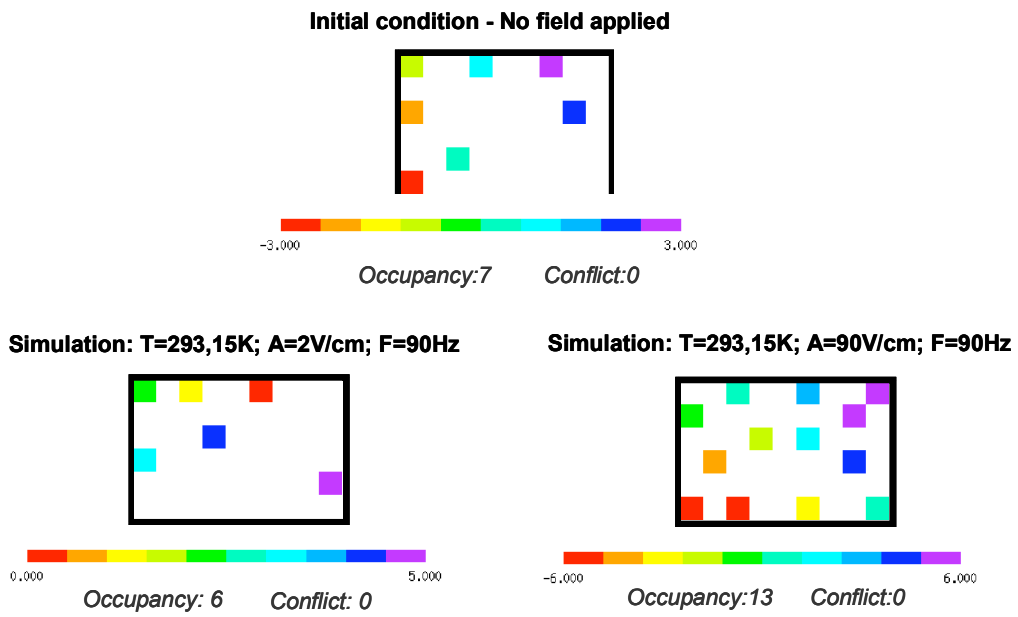 Initial condition - No field applied
-3.000 3.000
Occupancy:7 Conflict:0
Simulation: T=293,15K; A=2V/cm; F=90Hz
0.000 5.000
Occupancy: 6 Conflict: 0
Simulation: T=293,15K; A=90V/cm; F=90Hz
-6.000 6.000
Occupancy:13 Conflict:0